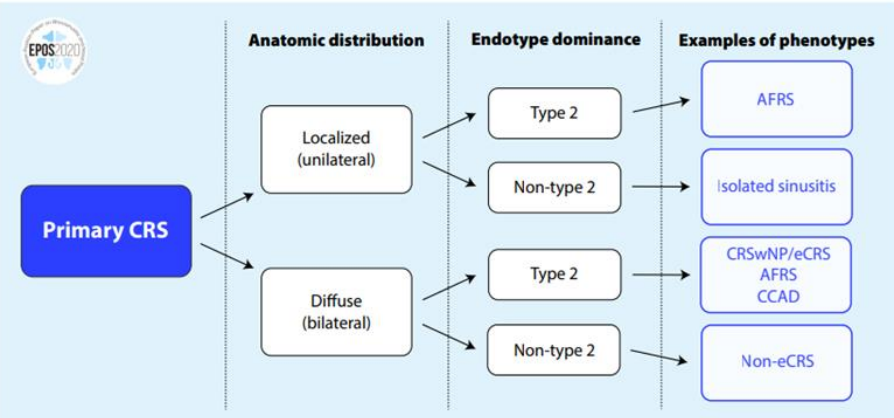 EPOS2020
Anatomic distribution
Endotype dominance
Examples of phenotypes
Primary CRS
Localized
(unilateral)
Type 2
AFRS
Non-type 2
Isolated sinusitis
Diffuse
(bilateral)
Type 2
CRSwNP/eCRS
AFRS
CCAD
Non-type 2
Non-eCRS